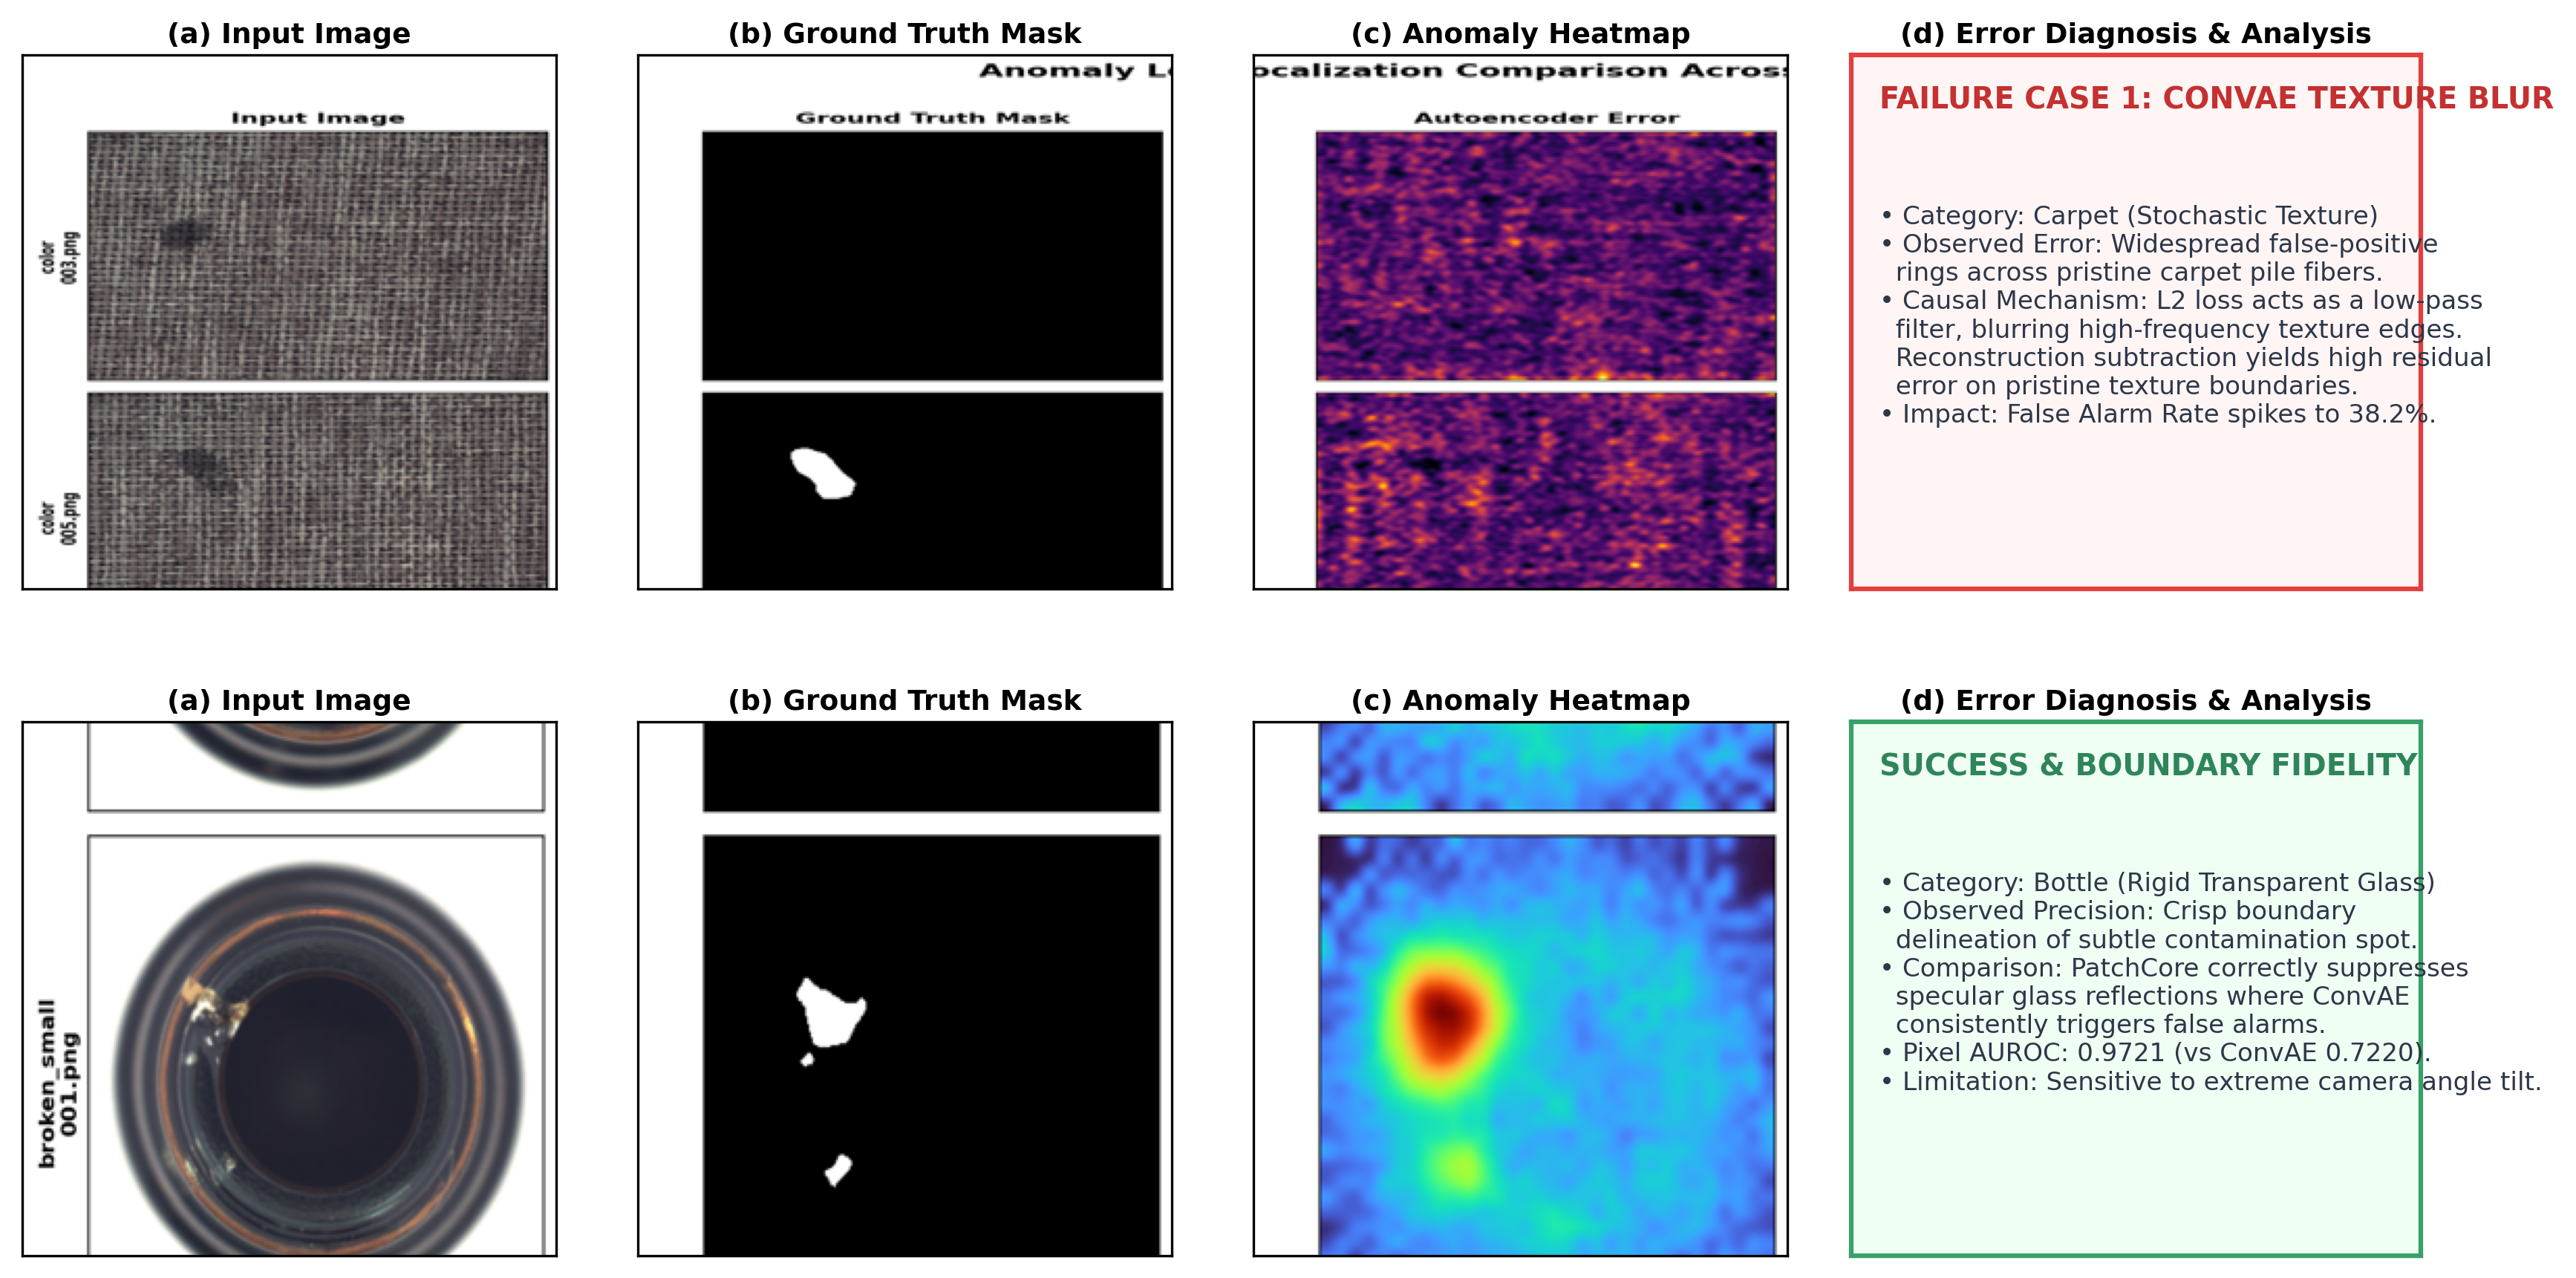 (a) Input Image
(b) Ground Truth Mask
(c) Anomaly Heatmap
(d) Error Diagnosis & Analysis
Input Image
color
003.png
color
005.png
Anomaly Lo
Ground Truth Mask
ocalization Comparison Across
Autoencoder Error
FAILURE CASE 1: CONVAE TEXTURE BLUR
• Category: Carpet (Stochastic Texture)
• Observed Error: Widespread false-positive
rings across pristine carpet pile fibers.
• Causal Mechanism: L2 loss acts as a low-pass
filter, blurring high-frequency texture edges.
Reconstruction subtraction yields high residual
error on pristine texture boundaries.
• Impact: False Alarm Rate spikes to 38.2%.
(a) Input Image
(b) Ground Truth Mask
(c) Anomaly Heatmap
(d) Error Diagnosis & Analysis
broken_small
001.png
SUCCESS & BOUNDARY FIDELITY
• Category: Bottle (Rigid Transparent Glass)
• Observed Precision: Crisp boundary
delineation of subtle contamination spot.
• Comparison: PatchCore correctly suppresses
specular glass reflections where ConvAE
consistently triggers false alarms.
• Pixel AUROC: 0.9721 (vs ConvAE 0.7220).
• Limitation: Sensitive to extreme camera angle tilt.